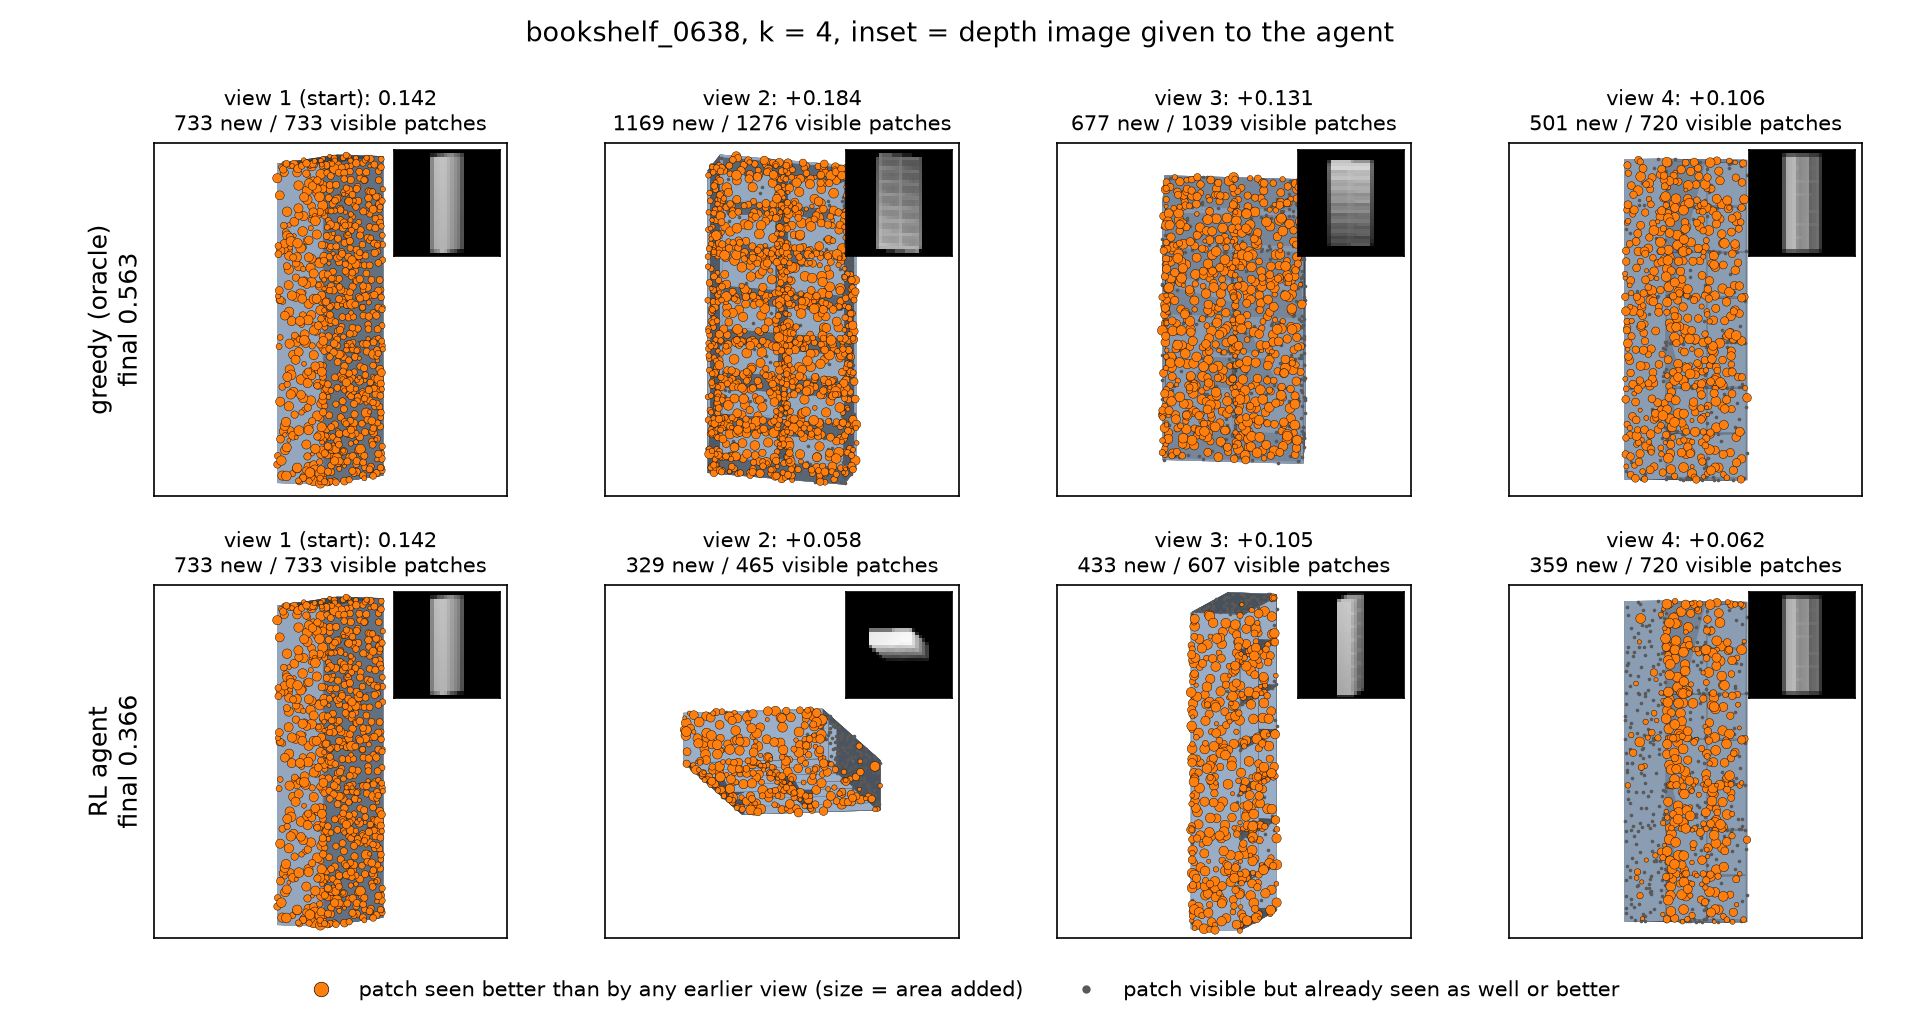 bookshelf_0638, k = 4, inset = depth image given to the agent
view 1 (start): 0.142
733 new / 733 visible patches
view 2: +0.184
1169 new / 1276 visible patches
view 3: +0.131
677 new / 1039 visible patches
view 4: +0.106
501 new / 720 visible patches
greedy (oracle)
final 0.563
view 1 (start): 0.142
733 new / 733 visible patches
view 2: +0.058
329 new / 465 visible patches
view 3: +0.105
433 new / 607 visible patches
view 4: +0.062
359 new / 720 visible patches
RL agent
final 0.366
patch seen better than by any earlier view (size = area added)
patch visible but already seen as well or better